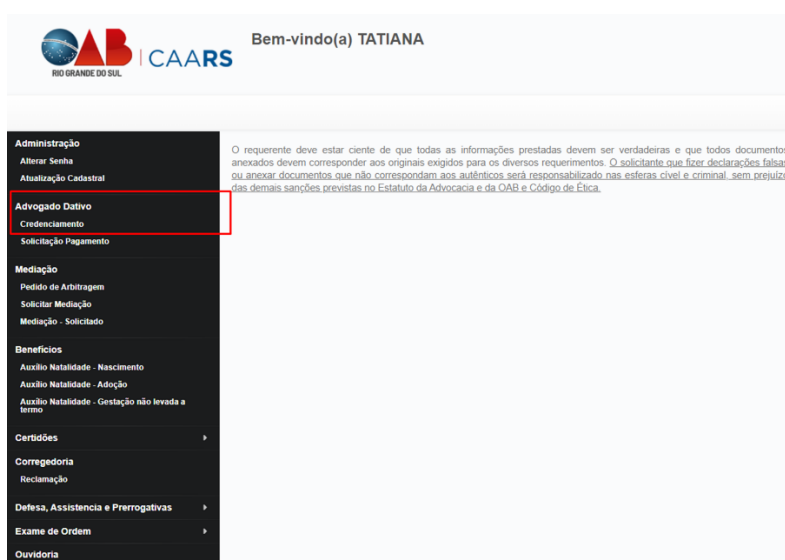 OAB
RIO GRANDE DO SUL
CAARS
Bem-vindo(a) TATIANA
Administração
Alterar Senha
Atualização Cadastral
Advogado Dativo
Credenciamento
Solicitação Pagamento
Mediação
Pedido de Arbitragem
Solicitar Mediação
Mediação - Solicitado
Benefícios
Auxílio Natalidade - Nascimento
Auxílio Natalidade - Adoção
Auxílio Natalidade - Gestação não levada a
termo
Certidões
Corregedoria
Reclamação
Defesa, Assistencia e Prerrogativas
Exame de Ordem
Ouvidoria
O requerente deve estar ciente de que todas as informações prestadas devem ser verdadeiras e que todos documentos
anexados devem corresponder aos originais exigidos para os diversos requerimentos. O solicitante que fizer declarações falsas
ou anexar documentos que não correspondam aos autênticos será responsabilizado nas esferas cível e criminal, sem prejuízo
das demais sanções previstas no Estatuto da Advocacia e da OAB e Código de Ética.